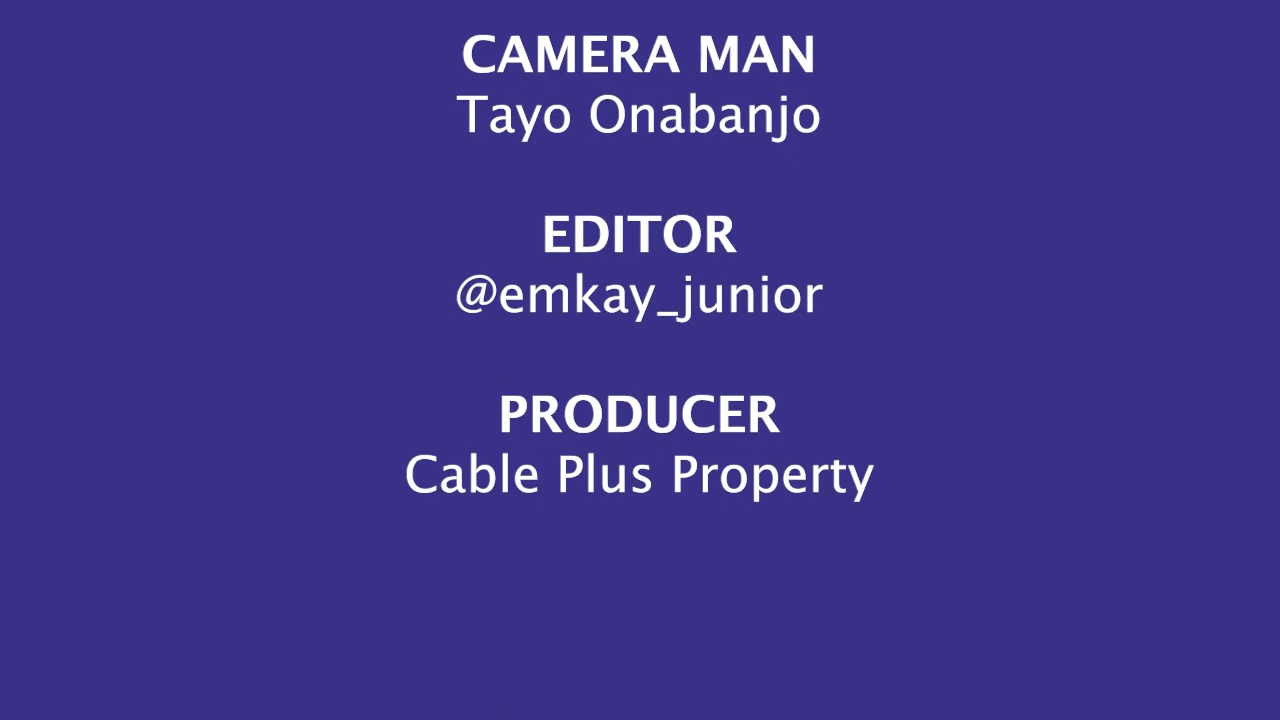 CAMERA MAN
Tayo Onabanjo
EDITOR
@emkay_junior
PRODUCER
Cable Plus Property